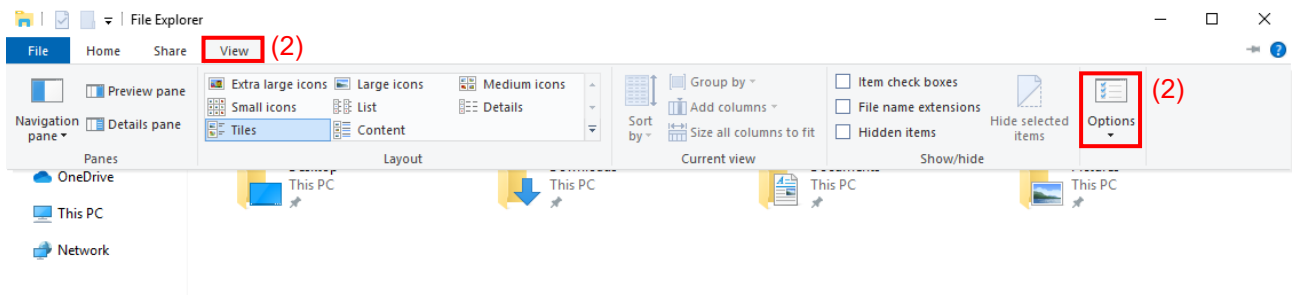 File Explorer
File Home Share View (2)
Extra large icons Large icons Medium icons
Small icons List Details
Tiles Content
Preview pane
Details pane
Navigation
pane
Sort
by
Group by
Add columns
Size all columns to fit
Item check boxes
File name extensions
Hidden items
Hide selected
items
Options
(2)
Panes Layout Current view Show/hide
OneDrive
This PC
Network
This PC This PC This PC This PC